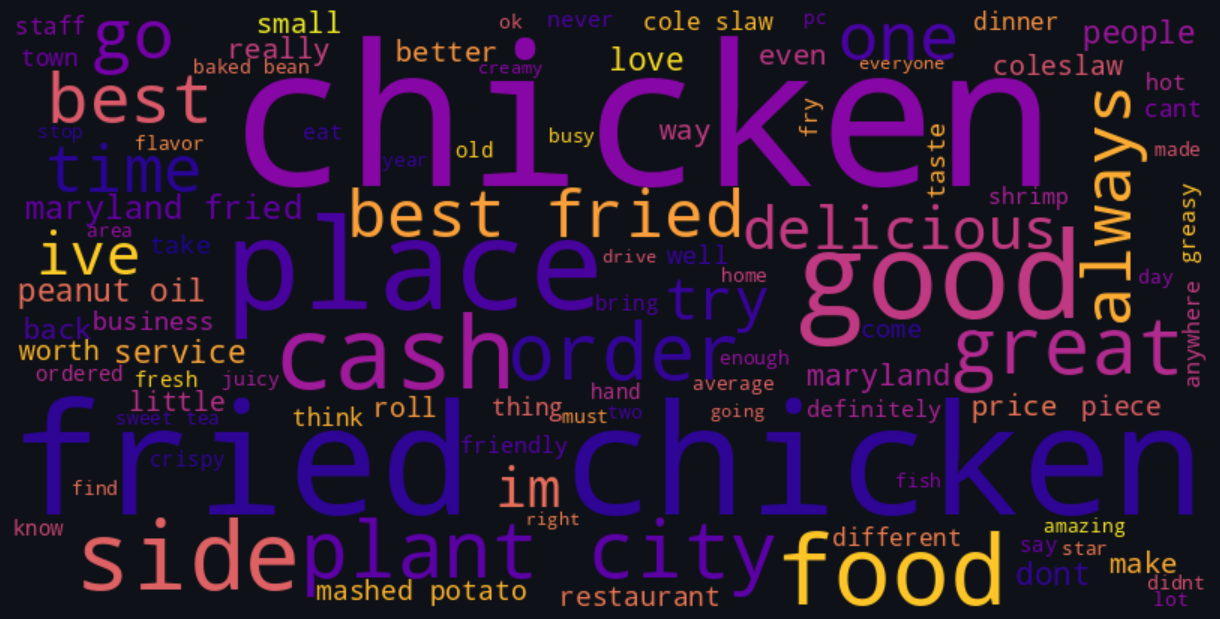 staff
go
small
ok
never
cole slaw
pc
dinner
people
town
really
better
love
one
even
everyone
baked bean
creamy
coleslaw
best
chicken
hot
cant
always
stop
flavor
eat
busy
way
fry
year
old
time
taste
made
maryland fried
best fried
shrimp
greasy
delicious
area
ive
take
place
drive
well
home
good
day
peanut oil
bring
try
anywhere
back
business
cash
order
come
great
worth
service
enough
ordered
fresh
juicy
hand
average
maryland
little
sweet tea
think
roll
thing
must
two
going
definitely
price
piece
fried chicken
crispy
friendly
find
im
fish
right
know
side
plant city
food
different
amazing
say
star
make
dont
didnt
lot
mashed potato
restaurant